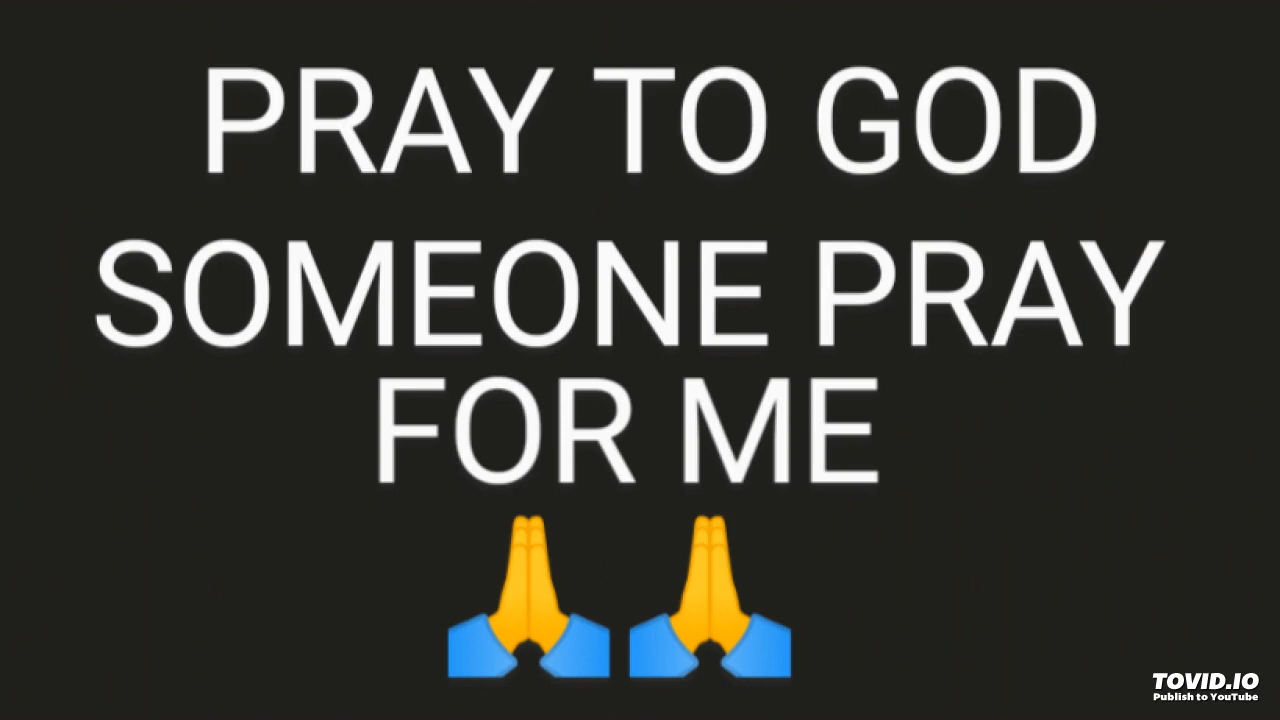 PRAY TO GOD
SOMEONE PRAY
FOR ME
🙏🙏
TOVID.IO
Publish to YouTube